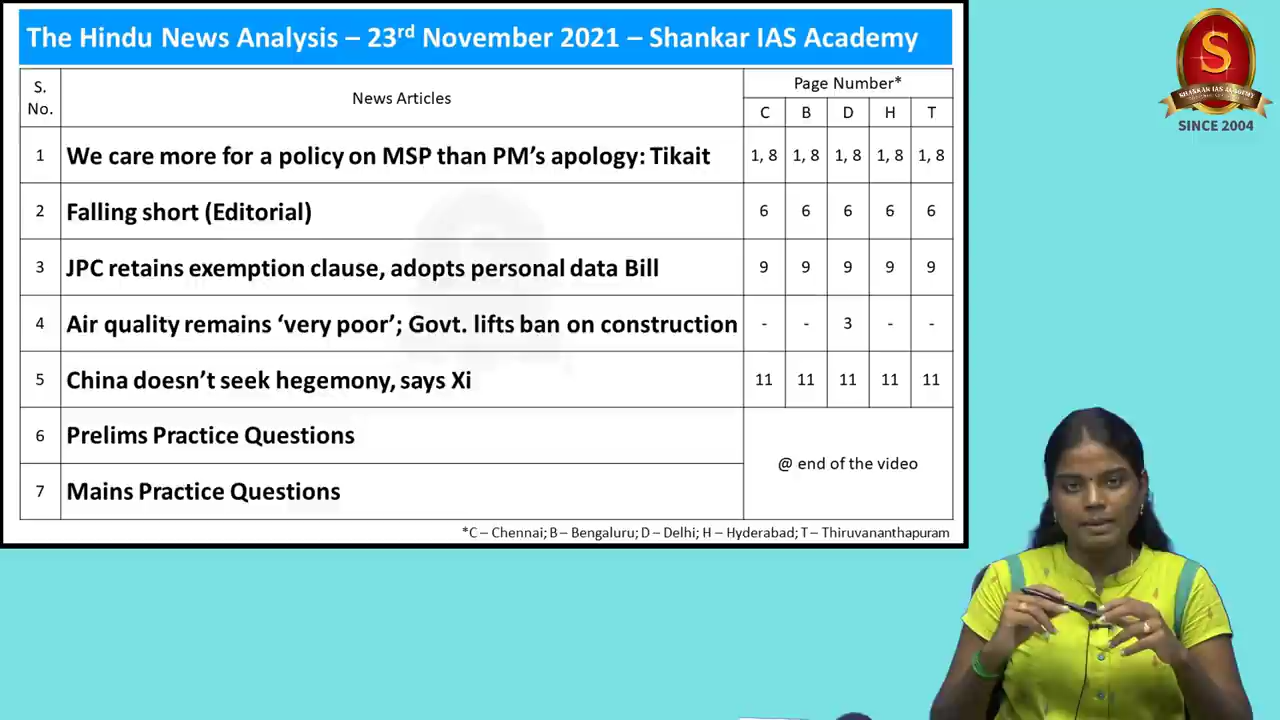 The Hindu News Analysis – 23rd November 2021 – Shankar IAS Academy
S. No.
News Articles
Page Number*
C B D H T
1 We care more for a policy on MSP than PM's apology: Tikait 1, 8 1, 8 1, 8 1, 8 1, 8
2 Falling short (Editorial) 6 6 6 6 6
3 JPC retains exemption clause, adopts personal data Bill 9 9 9 9 9
4 Air quality remains 'very poor'; Govt. lifts ban on construction - - 3 - -
5 China doesn't seek hegemony, says Xi 11 11 11 11 11
6 Prelims Practice Questions
@ end of the video
7 Mains Practice Questions
*C – Chennai; B – Bengaluru; D – Delhi; H – Hyderabad; T – Thiruvananthapuram
S
SHANKAR IAS ACADEMY
SINCE 2004